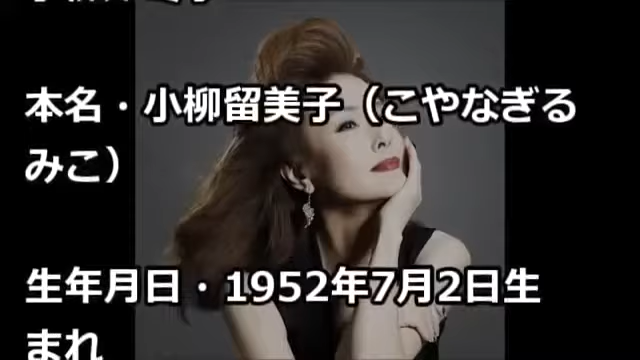 本名・小柳留美子（こやなぎる
みこ）
生年月日・1952年7月2日生
まれ